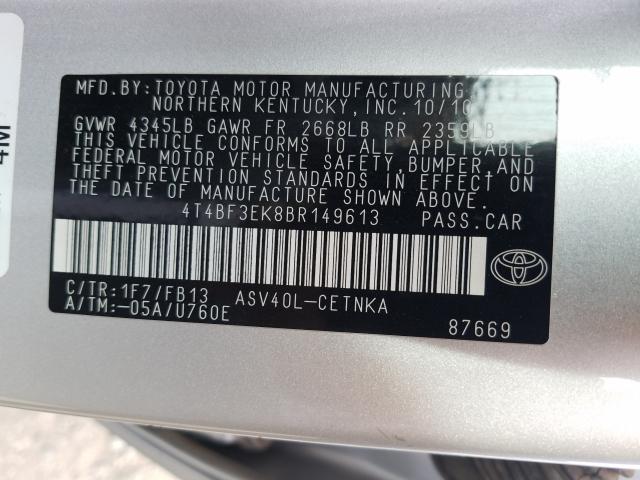 MFD.BY:TOYOTA MOTOR MANUFACTURING
NORTHERN KENTUCKY,INC.10/10
GVWR 4345LB GAWR FR 2668LB RR 2359LB
THIS VEHICLE CONFORMS TO ALL APPLICABLE
FEDERAL MOTOR VEHICLE SAFETY,BUMPER,AND
THEFT PREVENTION STANDARDS IN EFFECT ON
THE DATE OF MANUFACTURE SHOWN ABOVE.
4T4BF3EK8BR149613 PASS.CAR
C/TR:1F7/FB13 ASV40L-CETNKA
A/TM:-05A/U760E
87669
4M